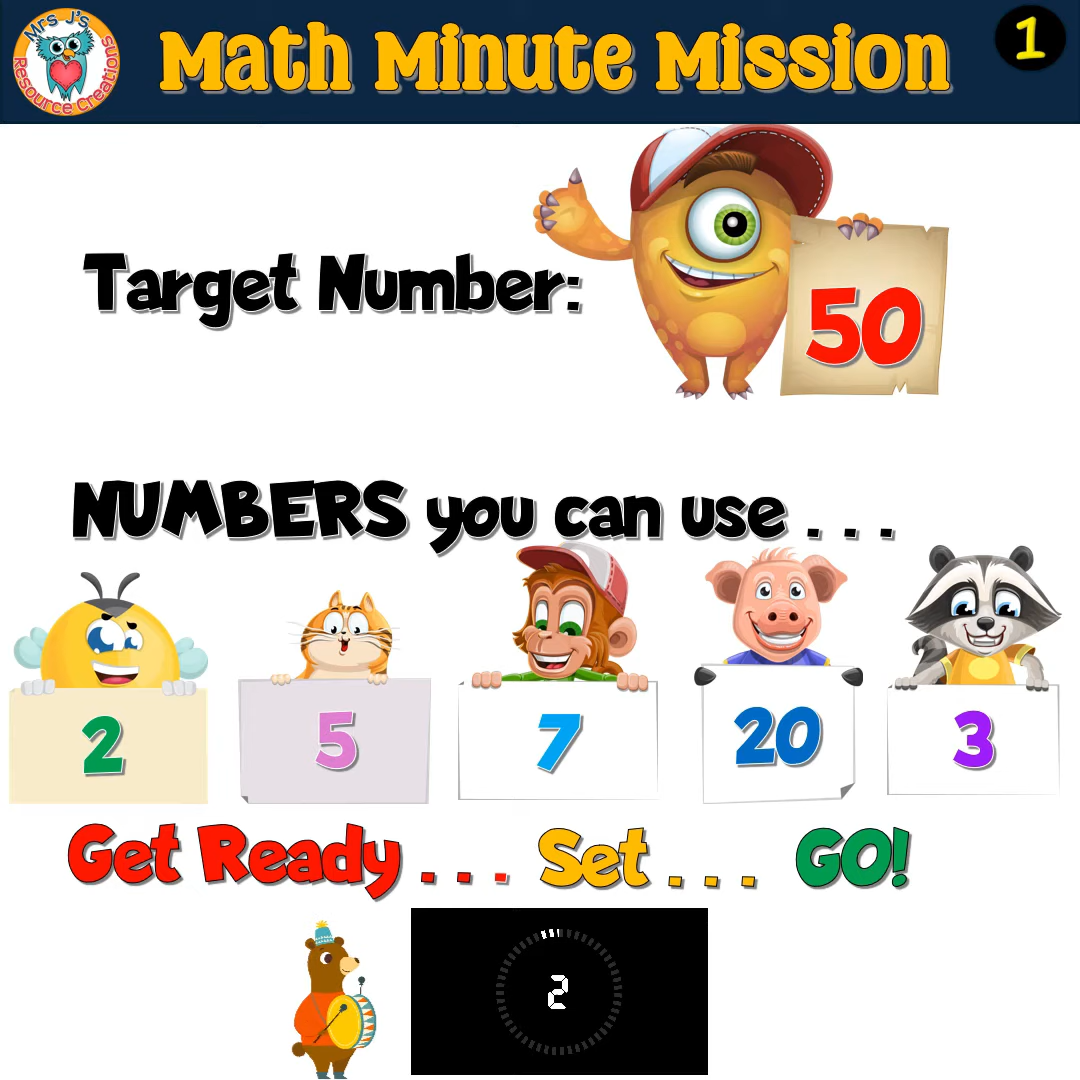 Mrs J's
Resource Creations
Math Minute Mission
1
Target Number:
50
NUMBERS you can use . . .
2 5 7 20 3
Get Ready . . . Set . . . GO!
2